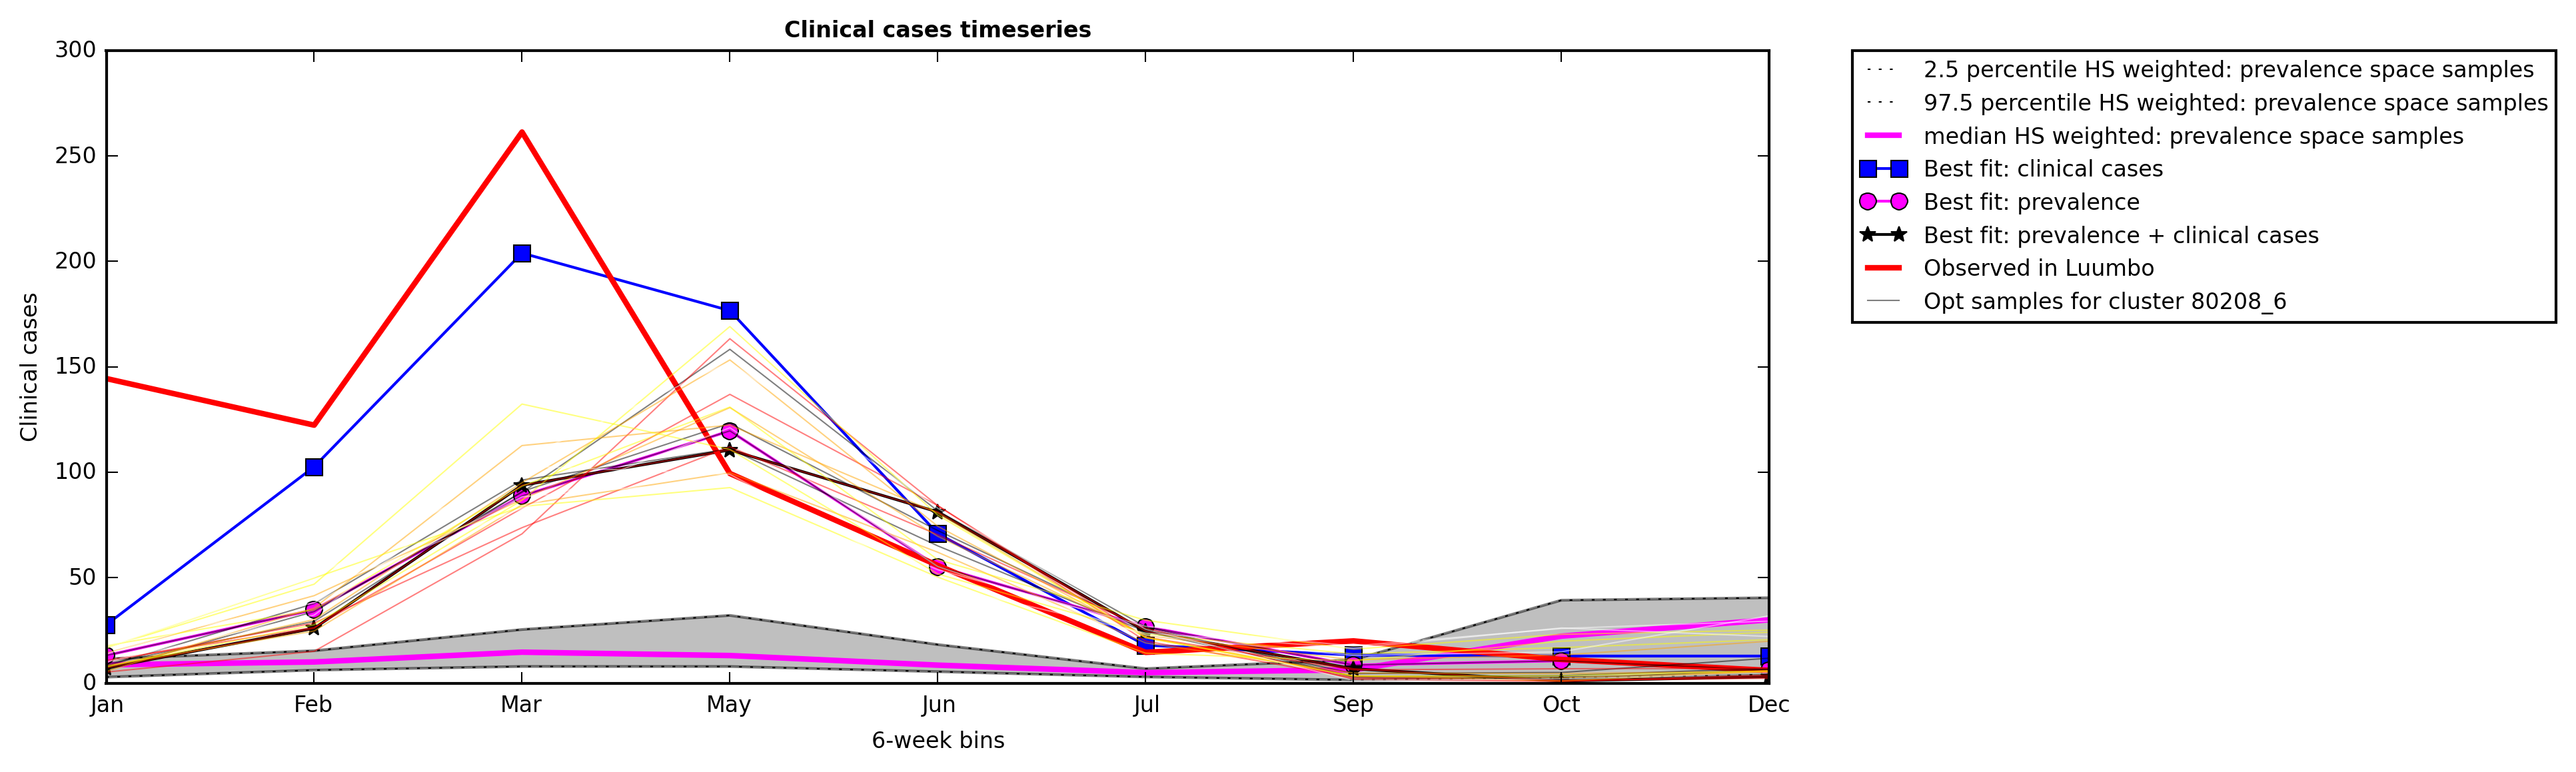 Clinical cases timeseries
300
250
200
150
100
50
0
Clinical cases
Jan Feb Mar May Jun Jul Sep Oct Dec
6-week bins
2.5 percentile HS weighted: prevalence space samples
97.5 percentile HS weighted: prevalence space samples
median HS weighted: prevalence space samples
Best fit: clinical cases
Best fit: prevalence
Best fit: prevalence + clinical cases
Observed in Luumbo
Opt samples for cluster 80208_6